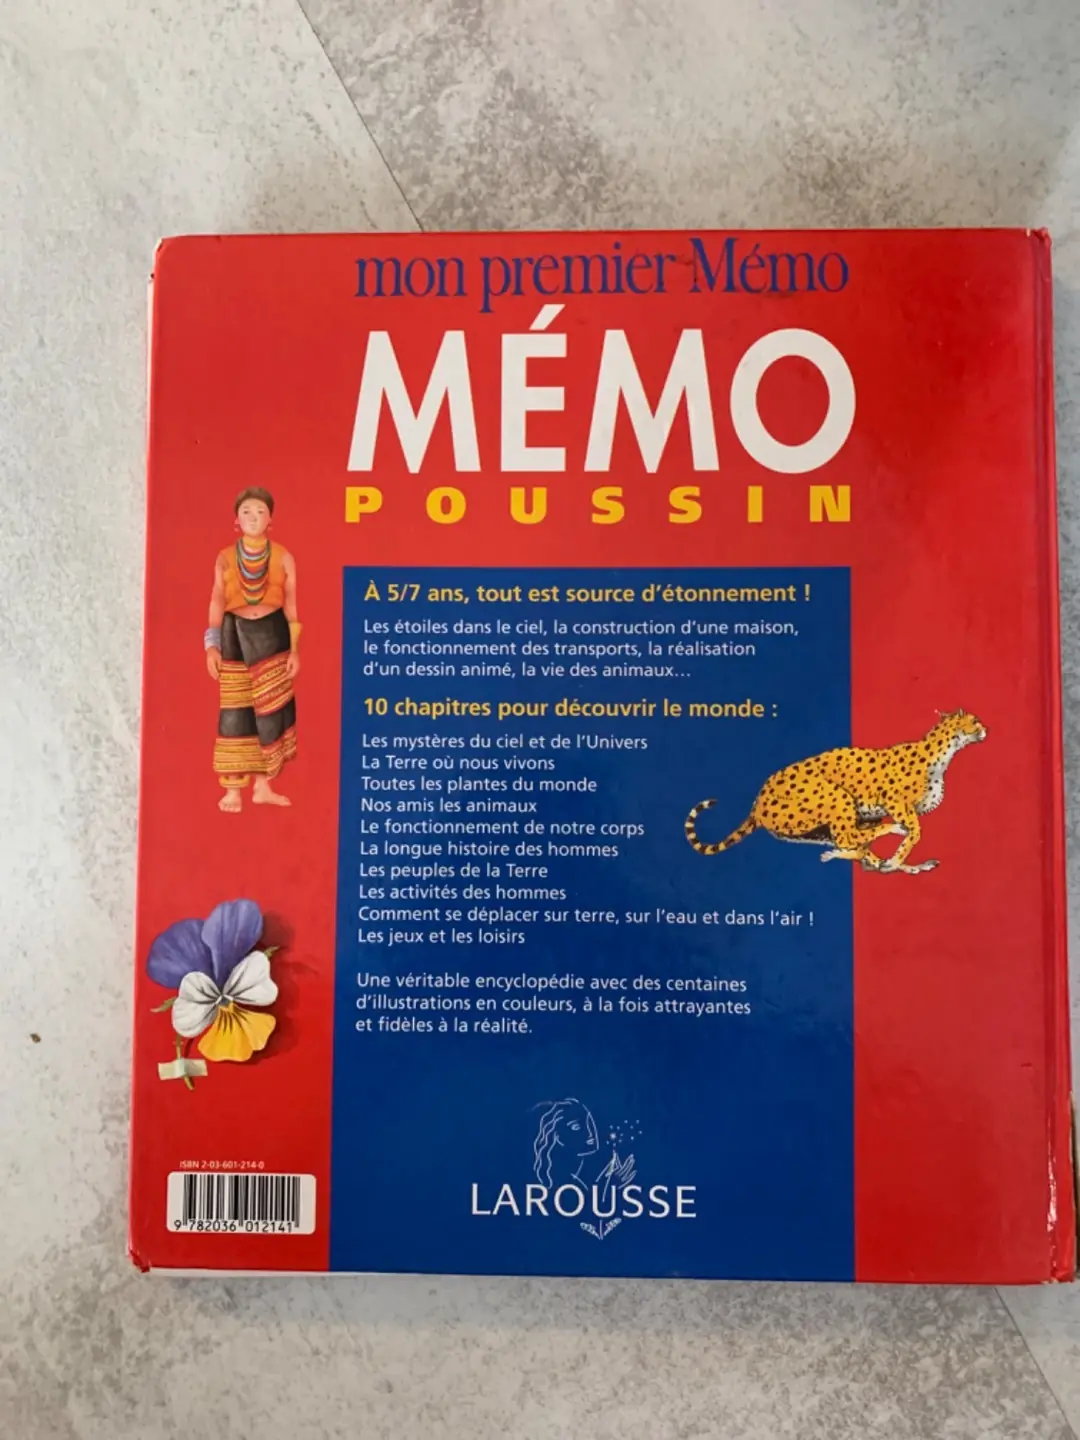 mon premier Mémo
MÉMO
POUSSIN
À 5/7 ans, tout est source d'étonnement !
Les étoiles dans le ciel, la construction d'une maison,
le fonctionnement des transports, la réalisation
d'un dessin animé, la vie des animaux...
10 chapitres pour découvrir le monde :
Les mystères du ciel et de l'Univers
La Terre où nous vivons
Toutes les plantes du monde
Nos amis les animaux
Le fonctionnement de notre corps
La longue histoire des hommes
Les peuples de la Terre
Les activités des hommes
Comment se déplacer sur terre, sur l'eau et dans l'air !
Les jeux et les loisirs
Une véritable encyclopédie avec des centaines
d'illustrations en couleurs, à la fois attrayantes
et fidèles à la réalité.
ISBN 2-03-601-214-0
9 782036 012141
LAROUSSE